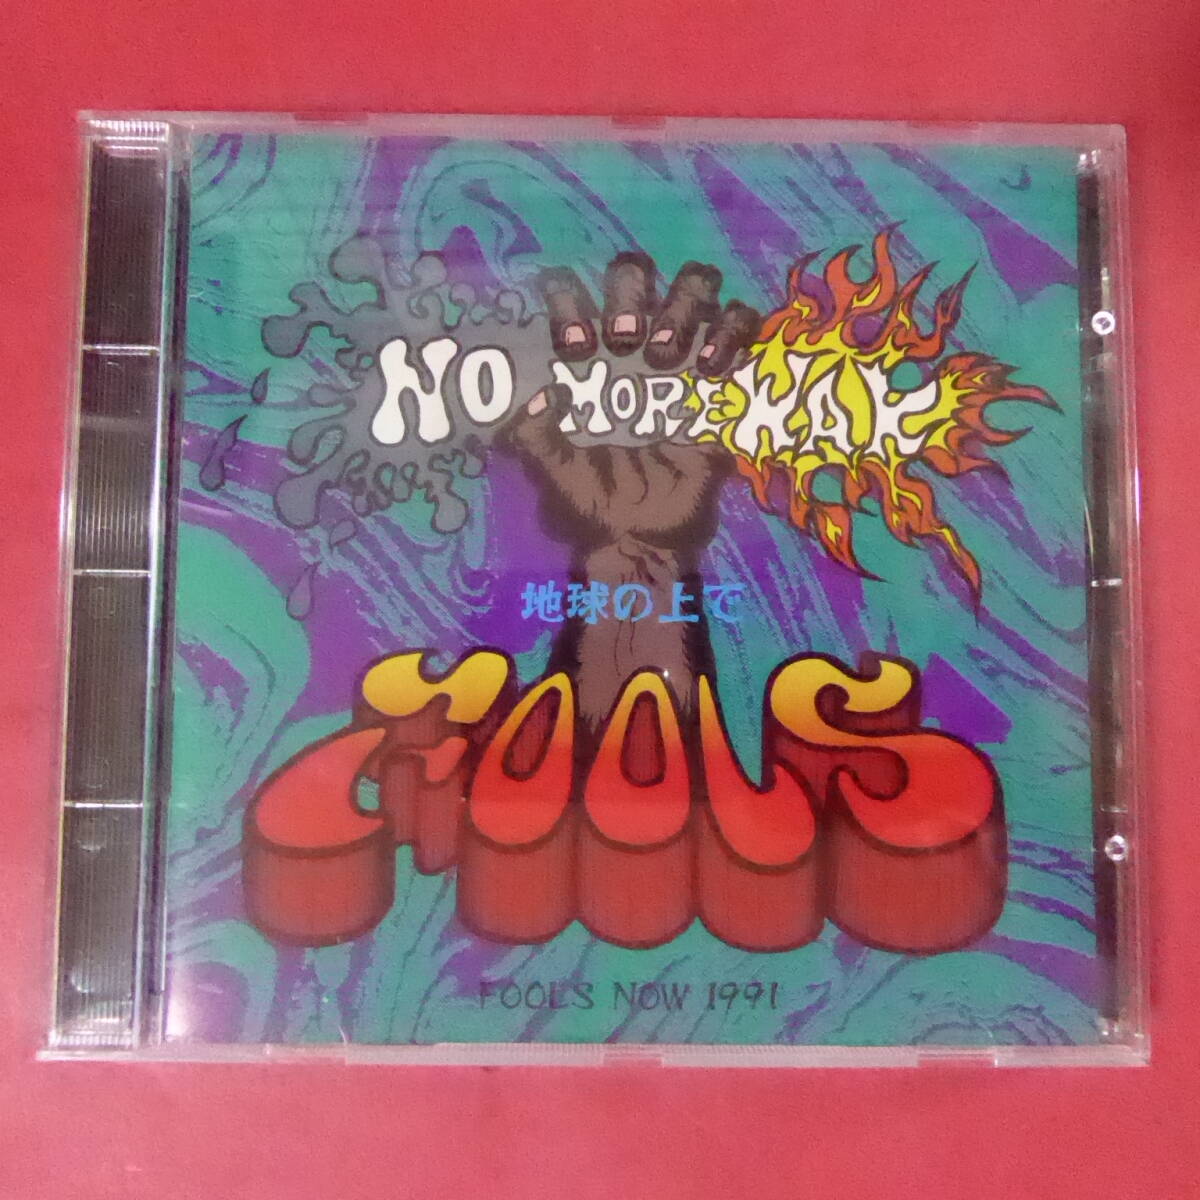 NO MORE WAR
地球の上で
FOOLS
FOOLS NOW 1991